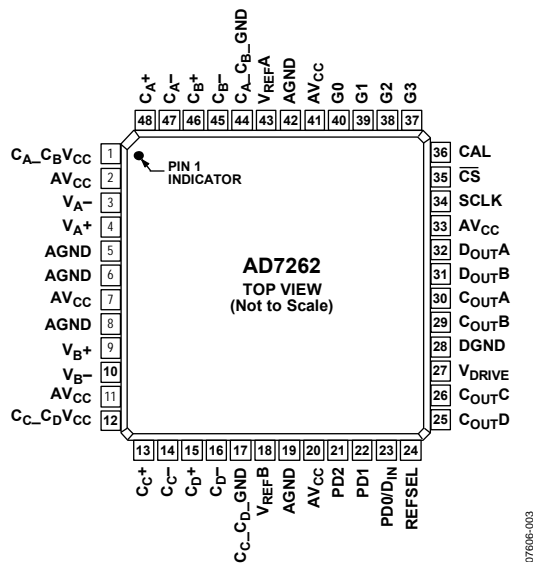 CA+
CA−
CB+
CB−
CA_CB_GND
VREFA
AGND
AVCC
G0
G1
G2
G3
48 47 46 45 44 43 42 41 40 39 38 37
CA_CBVCC 1
AVCC 2
VA− 3
VA+ 4
AGND 5
AGND 6
AVCC 7
AGND 8
VB+ 9
VB− 10
AVCC 11
CC_CDVCC 12
PIN 1
INDICATOR
AD7262
TOP VIEW
(Not to Scale)
36 CAL
35 CS
34 SCLK
33 AVCC
32 DOUTA
31 DOUTB
30 COUTA
29 COUTB
28 DGND
27 VDRIVE
26 COUTC
25 COUTD
13 14 15 16 17 18 19 20 21 22 23 24
CC+
CC−
CD+
CD−
CC_CD_GND
VREFB
AGND
AVCC
PD2
PD1
PD0/DIN
REFSEL
07606-003